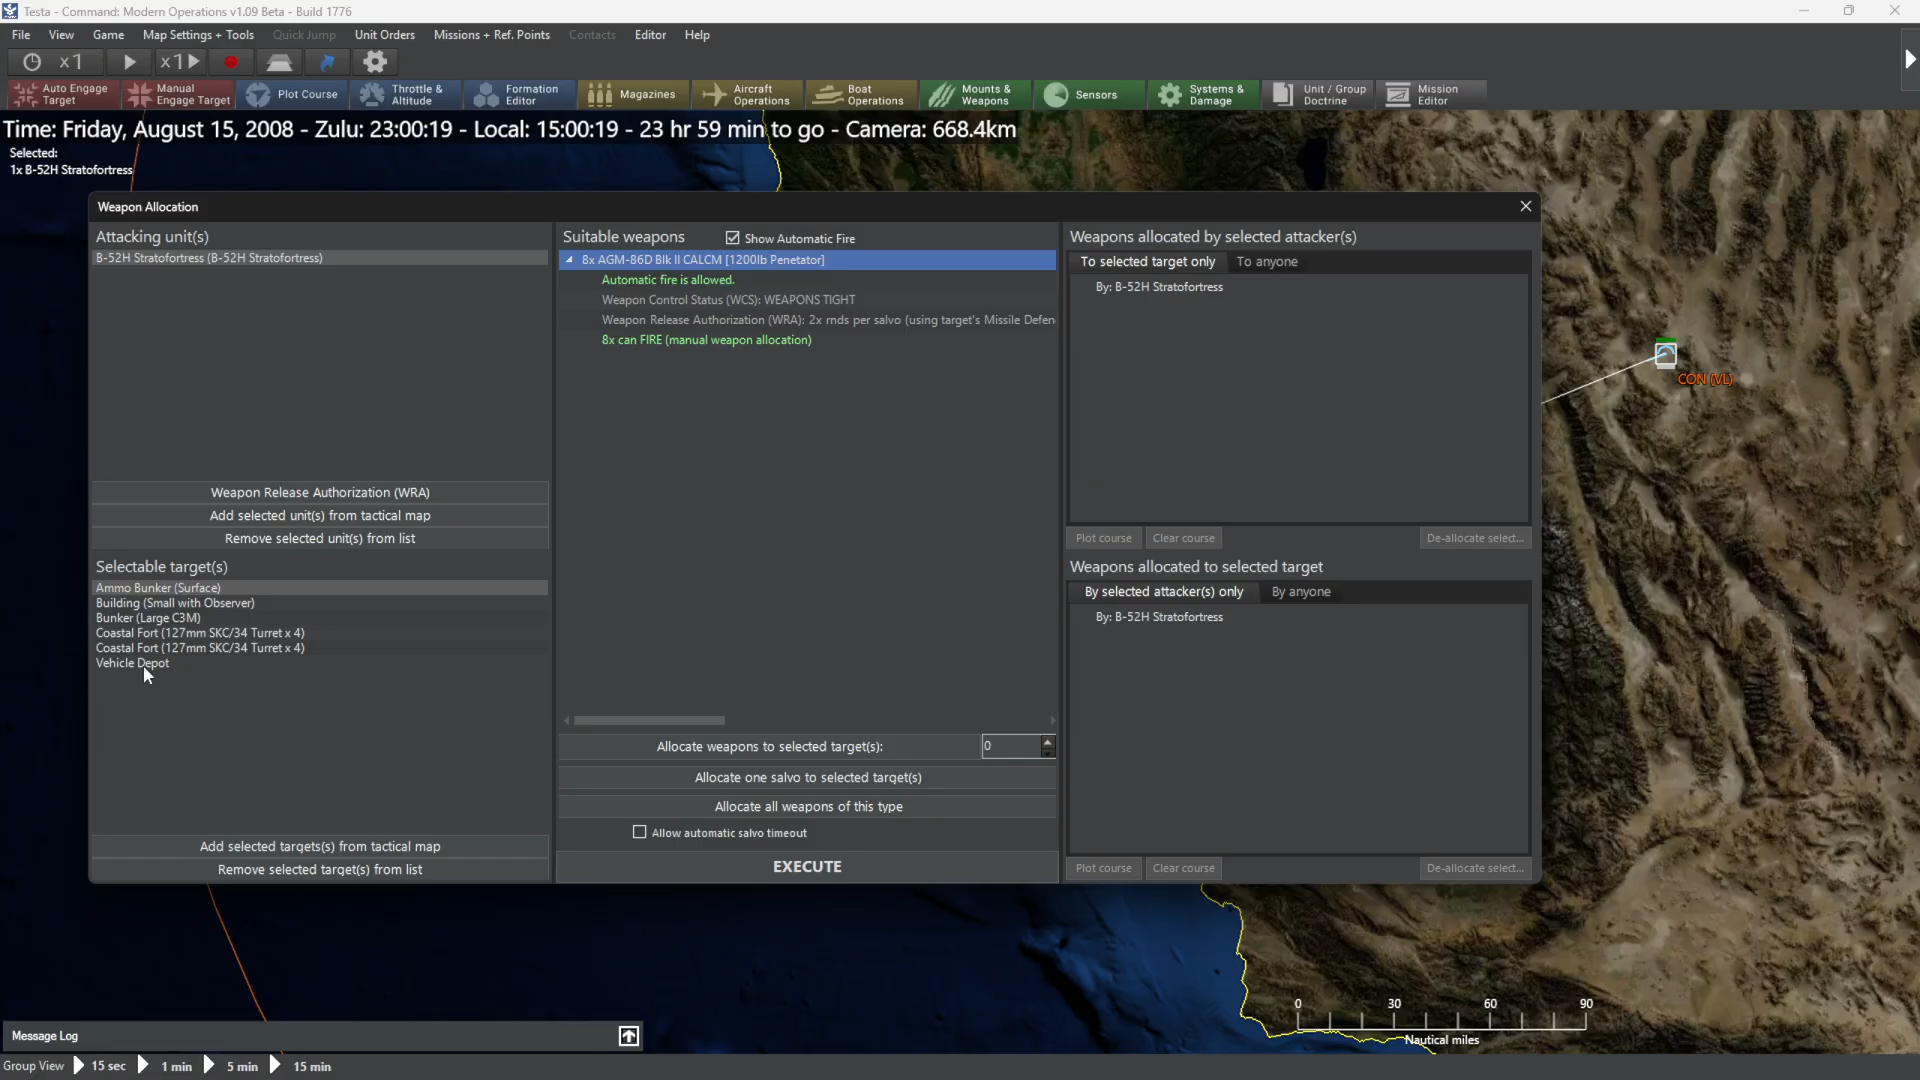 Testa - Command: Modern Operations v1.09 Beta - Build 1776
File View Game Map Settings + Tools Quick Jump Unit Orders Missions + Ref. Points Contacts Editor Help
x 1 x1
Auto Engage Target Manual Engage Target Plot Course Throttle & Altitude Formation Editor Magazines Aircraft Operations Boat Operations Mounts & Weapons Sensors Systems & Damage Unit / Group Doctrine Mission Editor
Time: Friday, August 15, 2008 - Zulu: 23:00:19 - Local: 15:00:19 - 23 hr 59 min to go - Camera: 668.4km
Selected:
1x B-52H Stratofortress
Weapon Allocation
Attacking unit(s)
B-52H Stratofortress (B-52H Stratofortress)
Weapon Release Authorization (WRA)
Add selected unit(s) from tactical map
Remove selected unit(s) from list
Selectable target(s)
Ammo Bunker (Surface)
Building (Small with Observer)
Bunker (Large C3M)
Coastal Fort (127mm SKC/34 Turret x 4)
Coastal Fort (127mm SKC/34 Turret x 4)
Vehicle Depot
Add selected targets(s) from tactical map
Remove selected target(s) from list
Suitable weapons Show Automatic Fire
8x AGM-86D Blk II CALCM [1200lb Penetator]
Automatic fire is allowed.
Weapon Control Status (WCS): WEAPONS TIGHT
Weapon Release Authorization (WRA): 2x rnds per salvo (using target's Missile Defen
8x can FIRE (manual weapon allocation)
Allocate weapons to selected target(s): 0
Allocate one salvo to selected target(s)
Allocate all weapons of this type
Allow automatic salvo timeout
EXECUTE
Weapons allocated by selected attacker(s)
To selected target only To anyone
By: B-52H Stratofortress
Plot course Clear course De-allocate select...
Weapons allocated to selected target
By selected attacker(s) only By anyone
By: B-52H Stratofortress
Plot course Clear course De-allocate select...
CON (VL)
0 30 60 90
Nautical miles
Message Log
Group View 15 sec 1 min 5 min 15 min